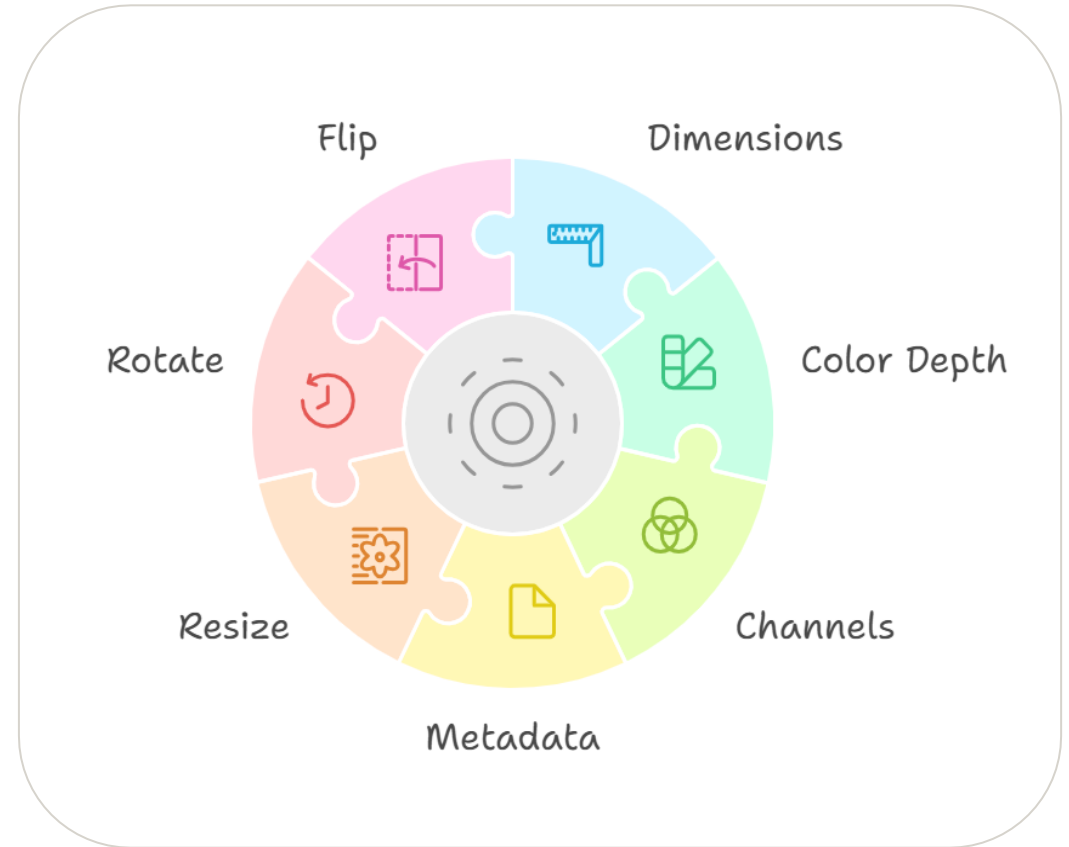 Flip
Dimensions
Rotate
Color Depth
Resize
Channels
Metadata